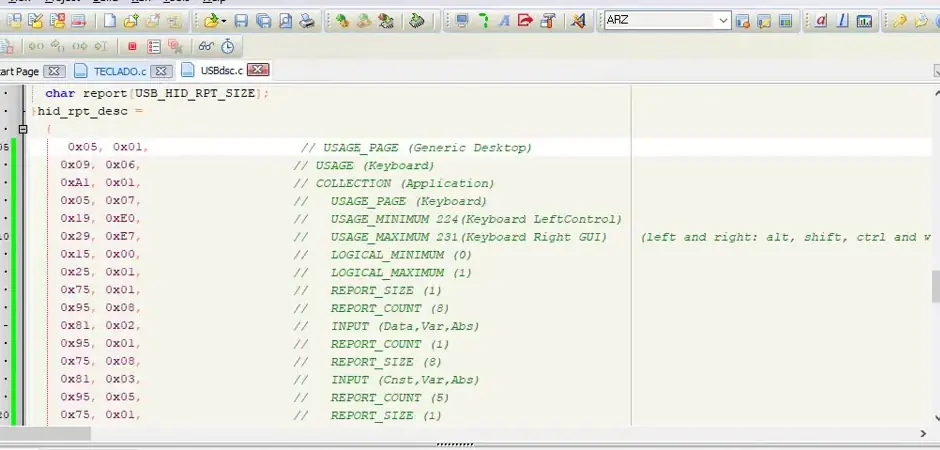 Project
Run
Tools
Help
ARZ
art Page TECLADO.c USBdsc.c
char report[USB_HID_RPT_SIZE];
}hid_rpt_desc =
{
0x05, 0x01, // USAGE_PAGE (Generic Desktop)
0x09, 0x06, // USAGE (Keyboard)
0xA1, 0x01, // COLLECTION (Application)
0x05, 0x07, // USAGE_PAGE (Keyboard)
0x19, 0xE0, // USAGE_MINIMUM 224(Keyboard LeftControl)
0x29, 0xE7, // USAGE_MAXIMUM 231(Keyboard Right GUI) (left and right: alt, shift, ctrl and w
0x15, 0x00, // LOGICAL_MINIMUM (0)
0x25, 0x01, // LOGICAL_MAXIMUM (1)
0x75, 0x01, // REPORT_SIZE (1)
0x95, 0x08, // REPORT_COUNT (8)
0x81, 0x02, // INPUT (Data,Var,Abs)
0x95, 0x01, // REPORT_COUNT (1)
0x75, 0x08, // REPORT_SIZE (8)
0x81, 0x03, // INPUT (Cnst,Var,Abs)
0x95, 0x05, // REPORT_COUNT (5)
0x75, 0x01, // REPORT_SIZE (1)